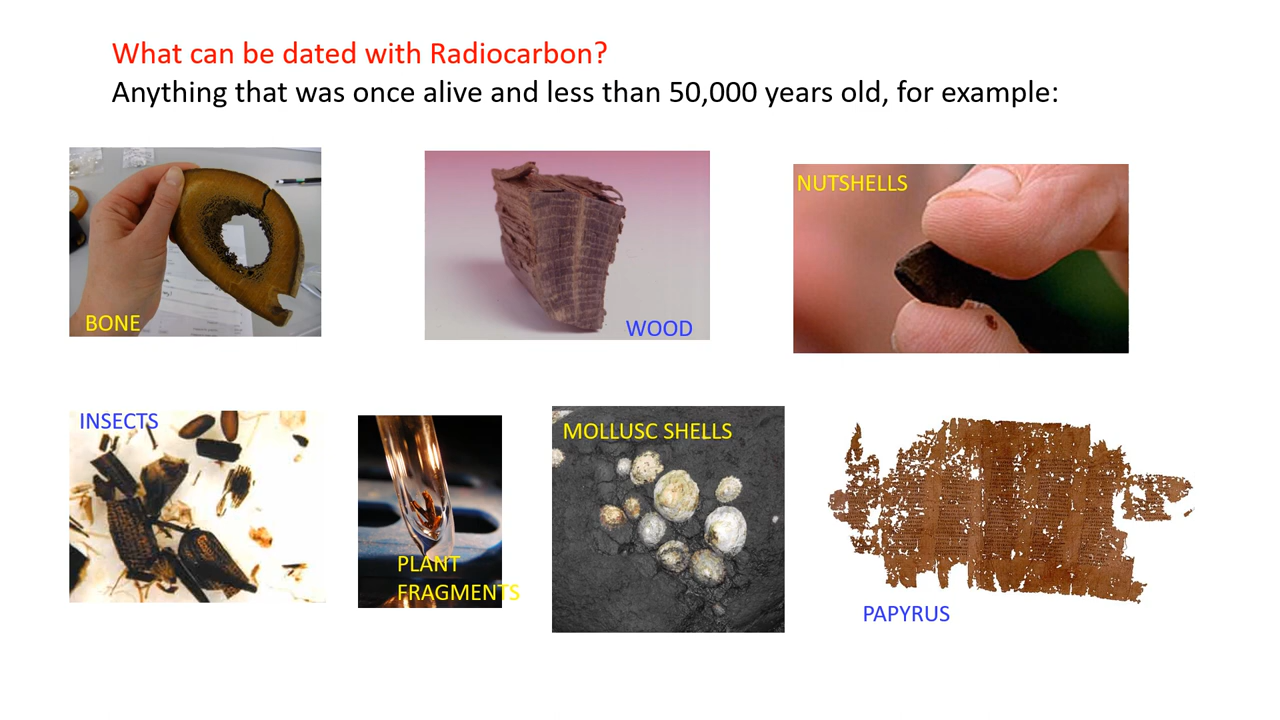 What can be dated with Radiocarbon?
Anything that was once alive and less than 50,000 years old, for example:
BONE
WOOD
NUTSHELLS
INSECTS
PLANT
FRAGMENTS
MOLLUSC SHELLS
PAPYRUS